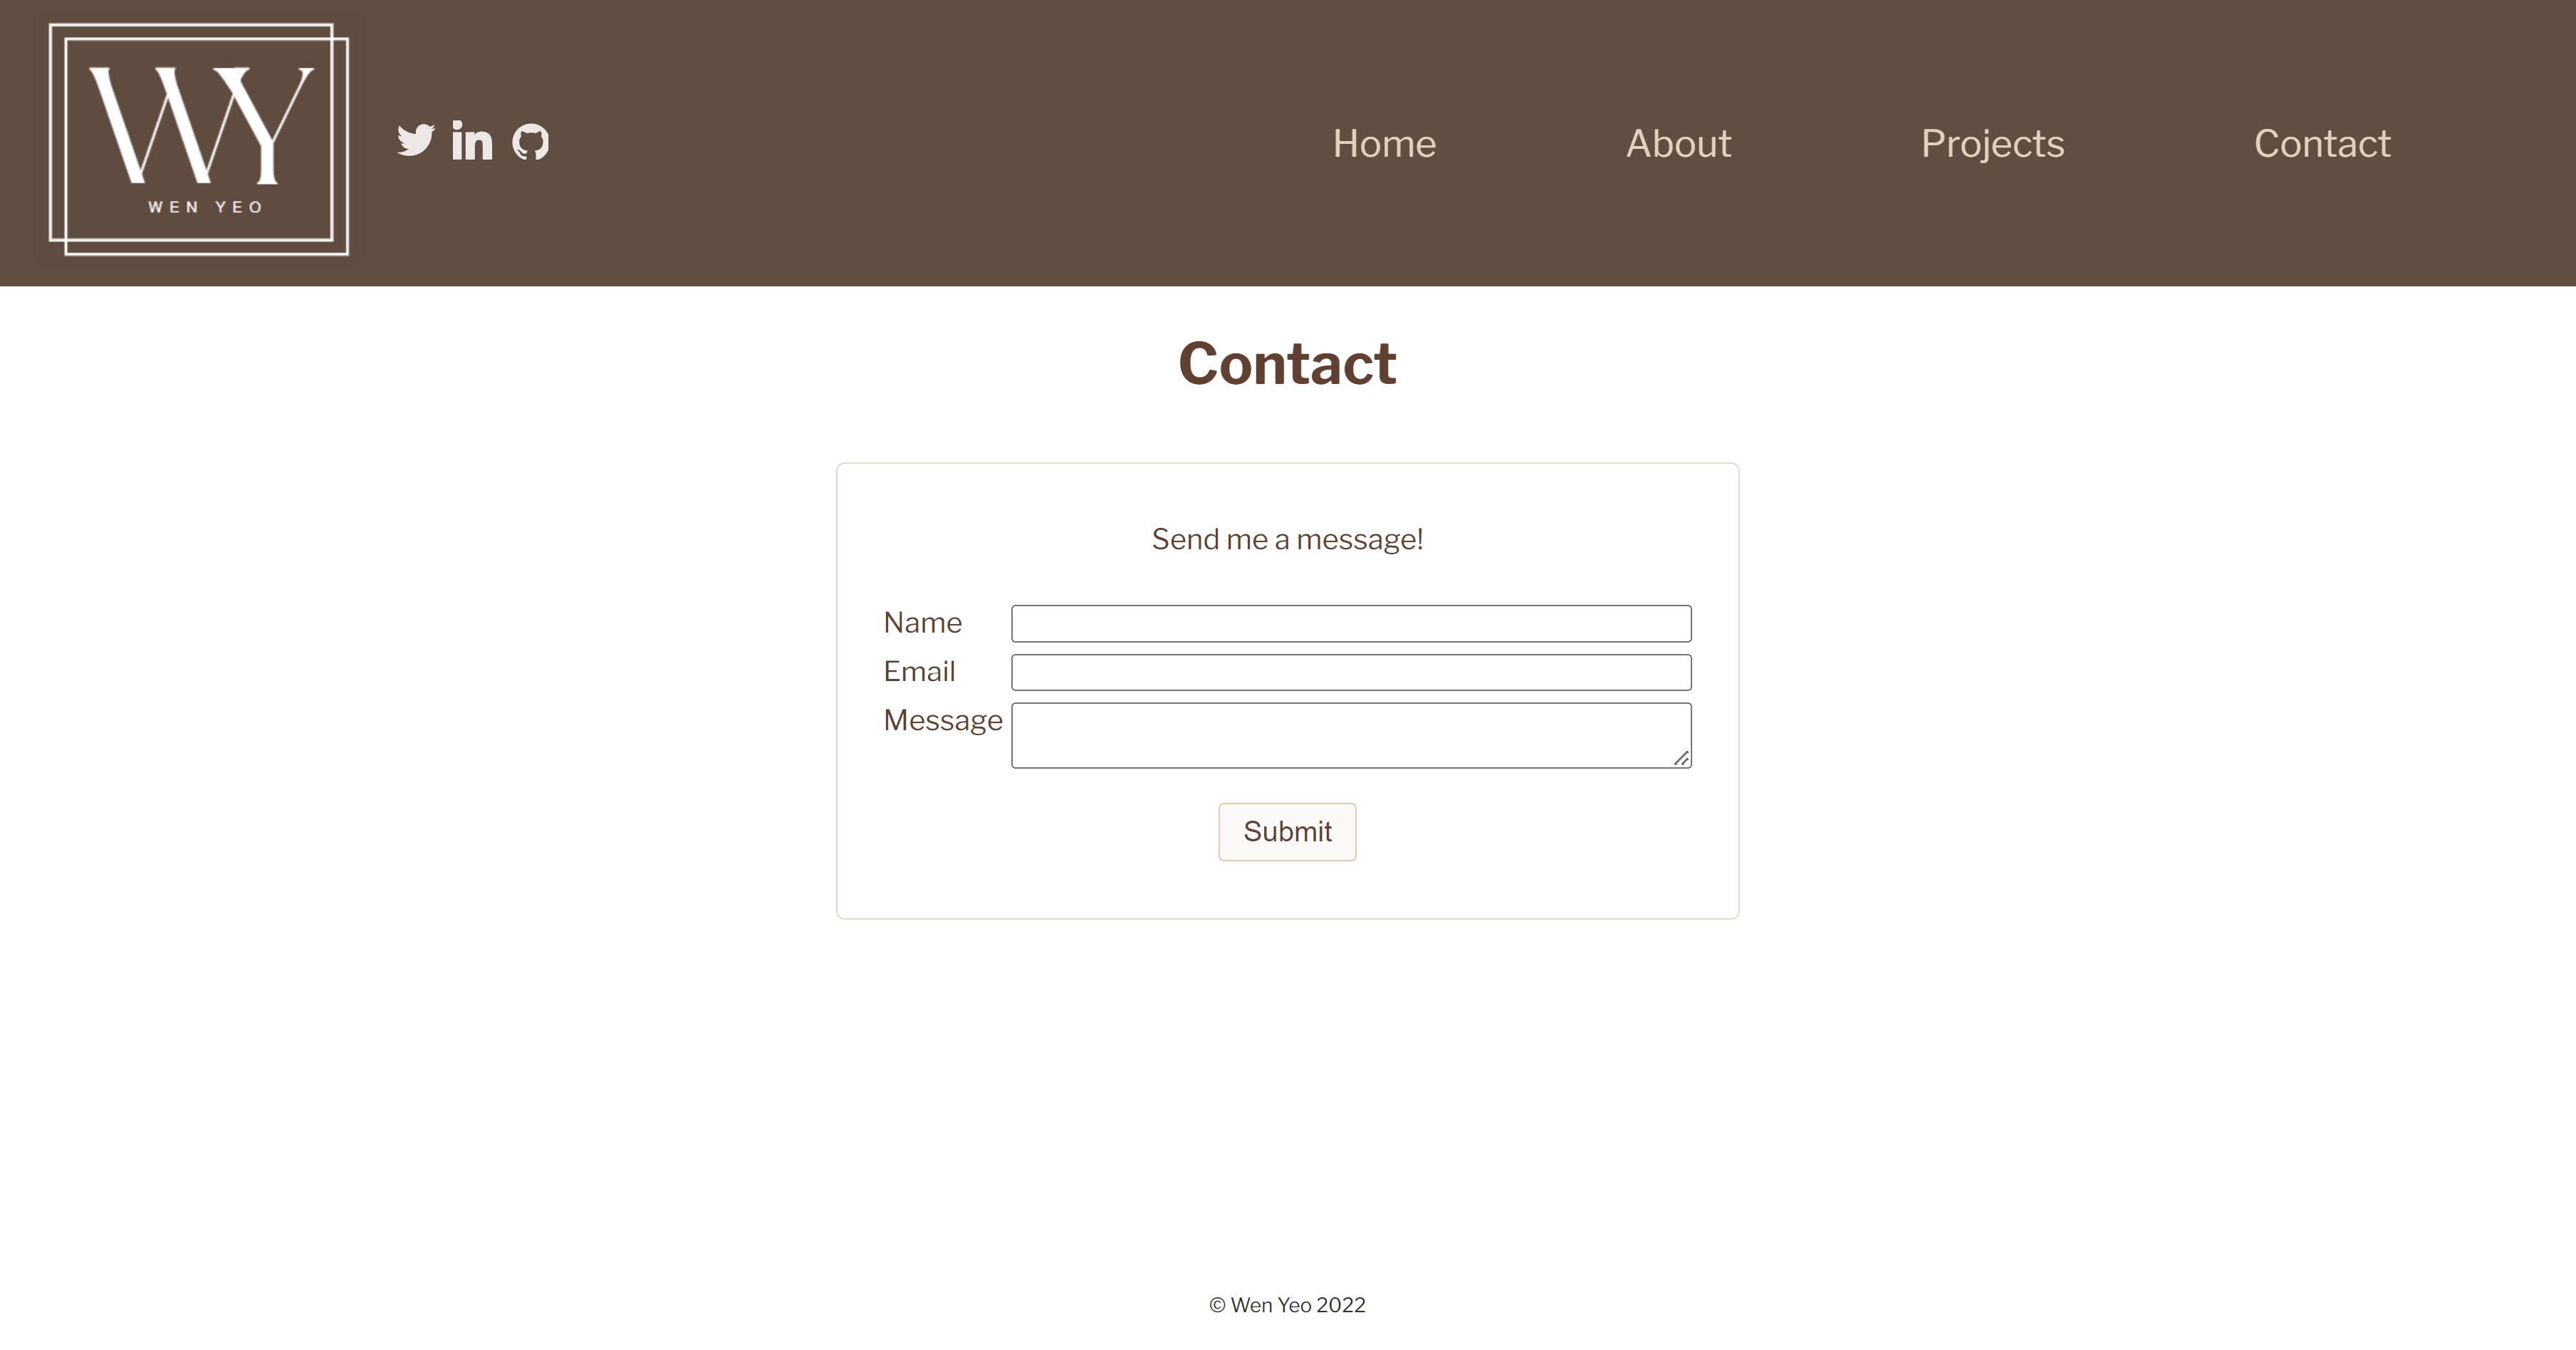 WY
WEN YEO
in
Home About Projects Contact
Contact
Send me a message!
Name
Email
Message
Submit
© Wen Yeo 2022